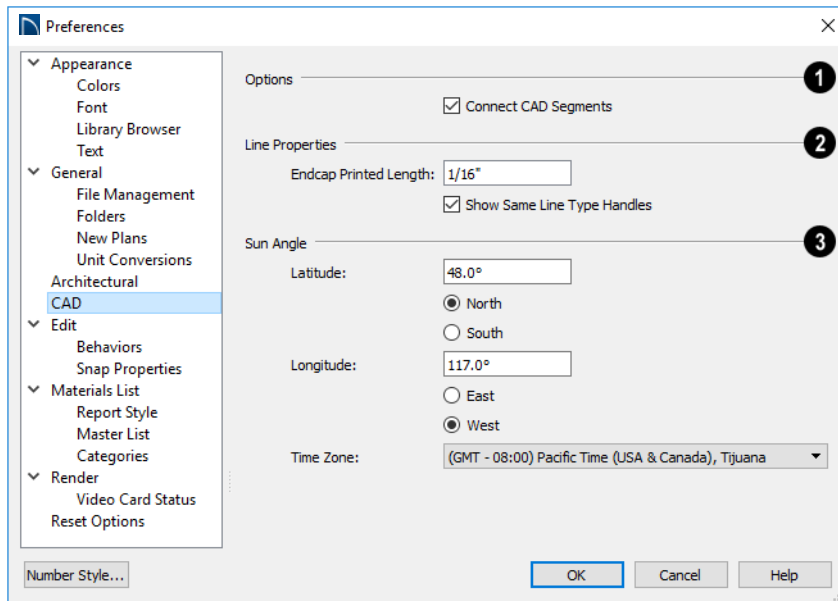 Preferences
Appearance
Colors
Font
Library Browser
Text
General
File Management
Folders
New Plans
Unit Conversions
Architectural
CAD
Edit
Behaviors
Snap Properties
Materials List
Report Style
Master List
Categories
Render
Video Card Status
Reset Options
Options 1
Connect CAD Segments
Line Properties 2
Endcap Printed Length: 1/16"
Show Same Line Type Handles
Sun Angle 3
Latitude: 48.0°
North
South
Longitude: 117.0°
East
West
Time Zone: (GMT - 08:00) Pacific Time (USA & Canada), Tijuana
Number Style... OK Cancel Help